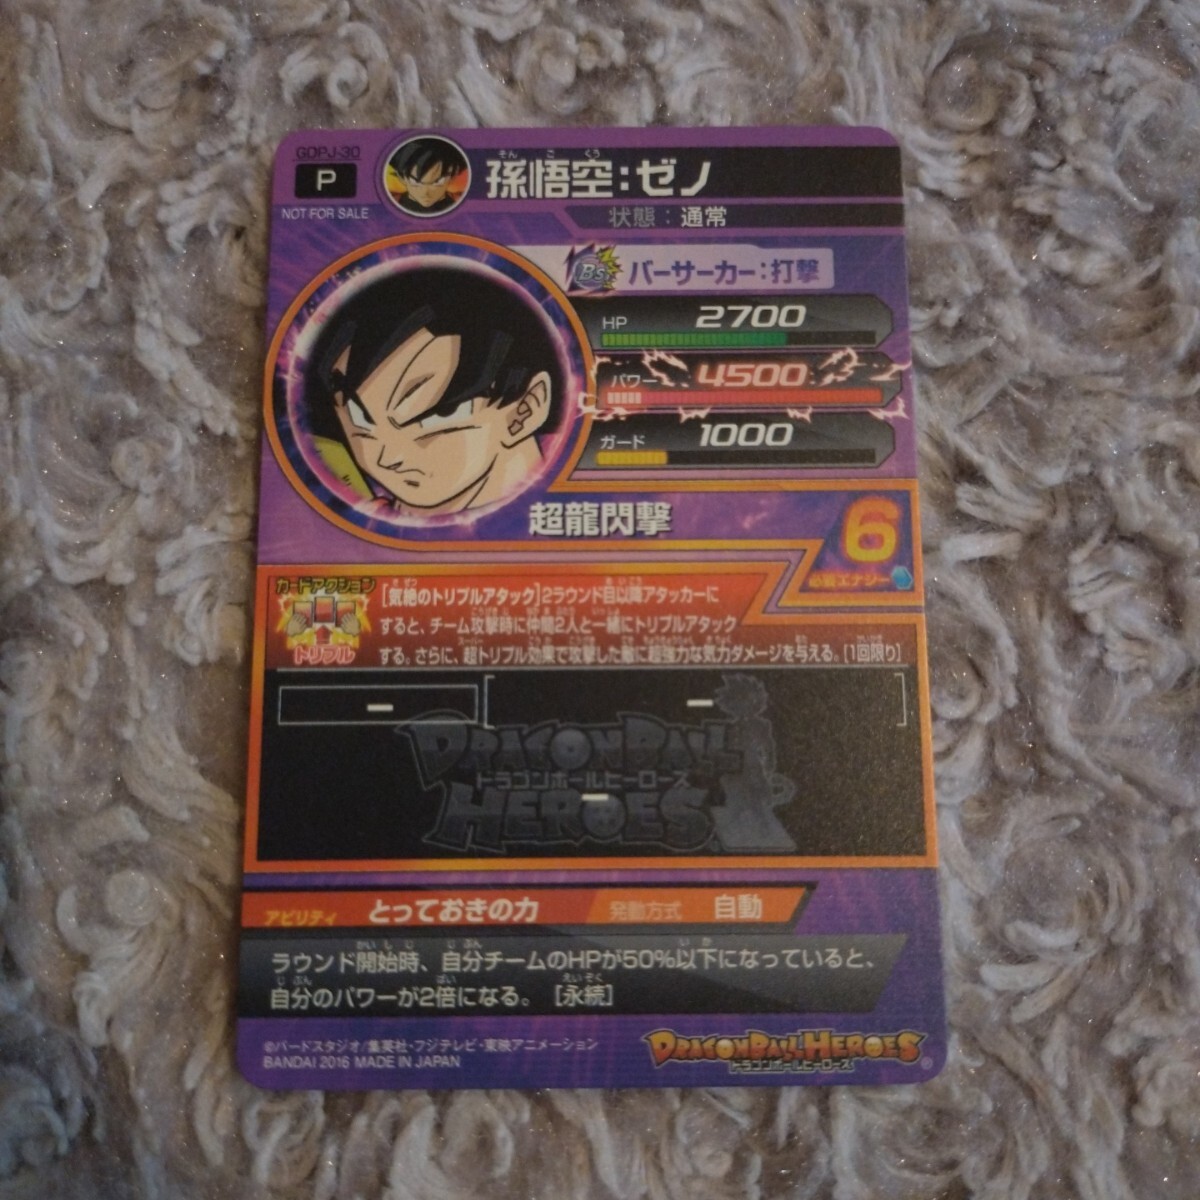 GDPJ-30
P
NOT FOR SALE
孫悟空:ゼノ
そん ご くう
状態:通常
Bs バーサーカー:打撃
HP 2700
パワー 4500
ガード 1000
超龍閃撃
6
必要エナジー
カードアクション
トリプル
[気絶のトリプルアタック]2ラウンド目以降アタッカーに
すると、チーム攻撃時に仲間2人と一緒にトリプルアタック
する。さらに、超トリプル効果で攻撃した敵に超強力な気力ダメージを与える。[1回限り]
ー ー
DRAGON BALL
ドラゴンボールヒーローズ
HEROES
ー
アビリティ とっておきの力 発動方式 自動
ラウンド開始時、自分チームのHPが50%以下になっていると、
自分のパワーが2倍になる。 [永続]
©バードスタジオ/集英社・フジテレビ・東映アニメーション
BANDAI 2016 MADE IN JAPAN
DRAGON BALL HEROES
ドラゴンボールヒーローズ